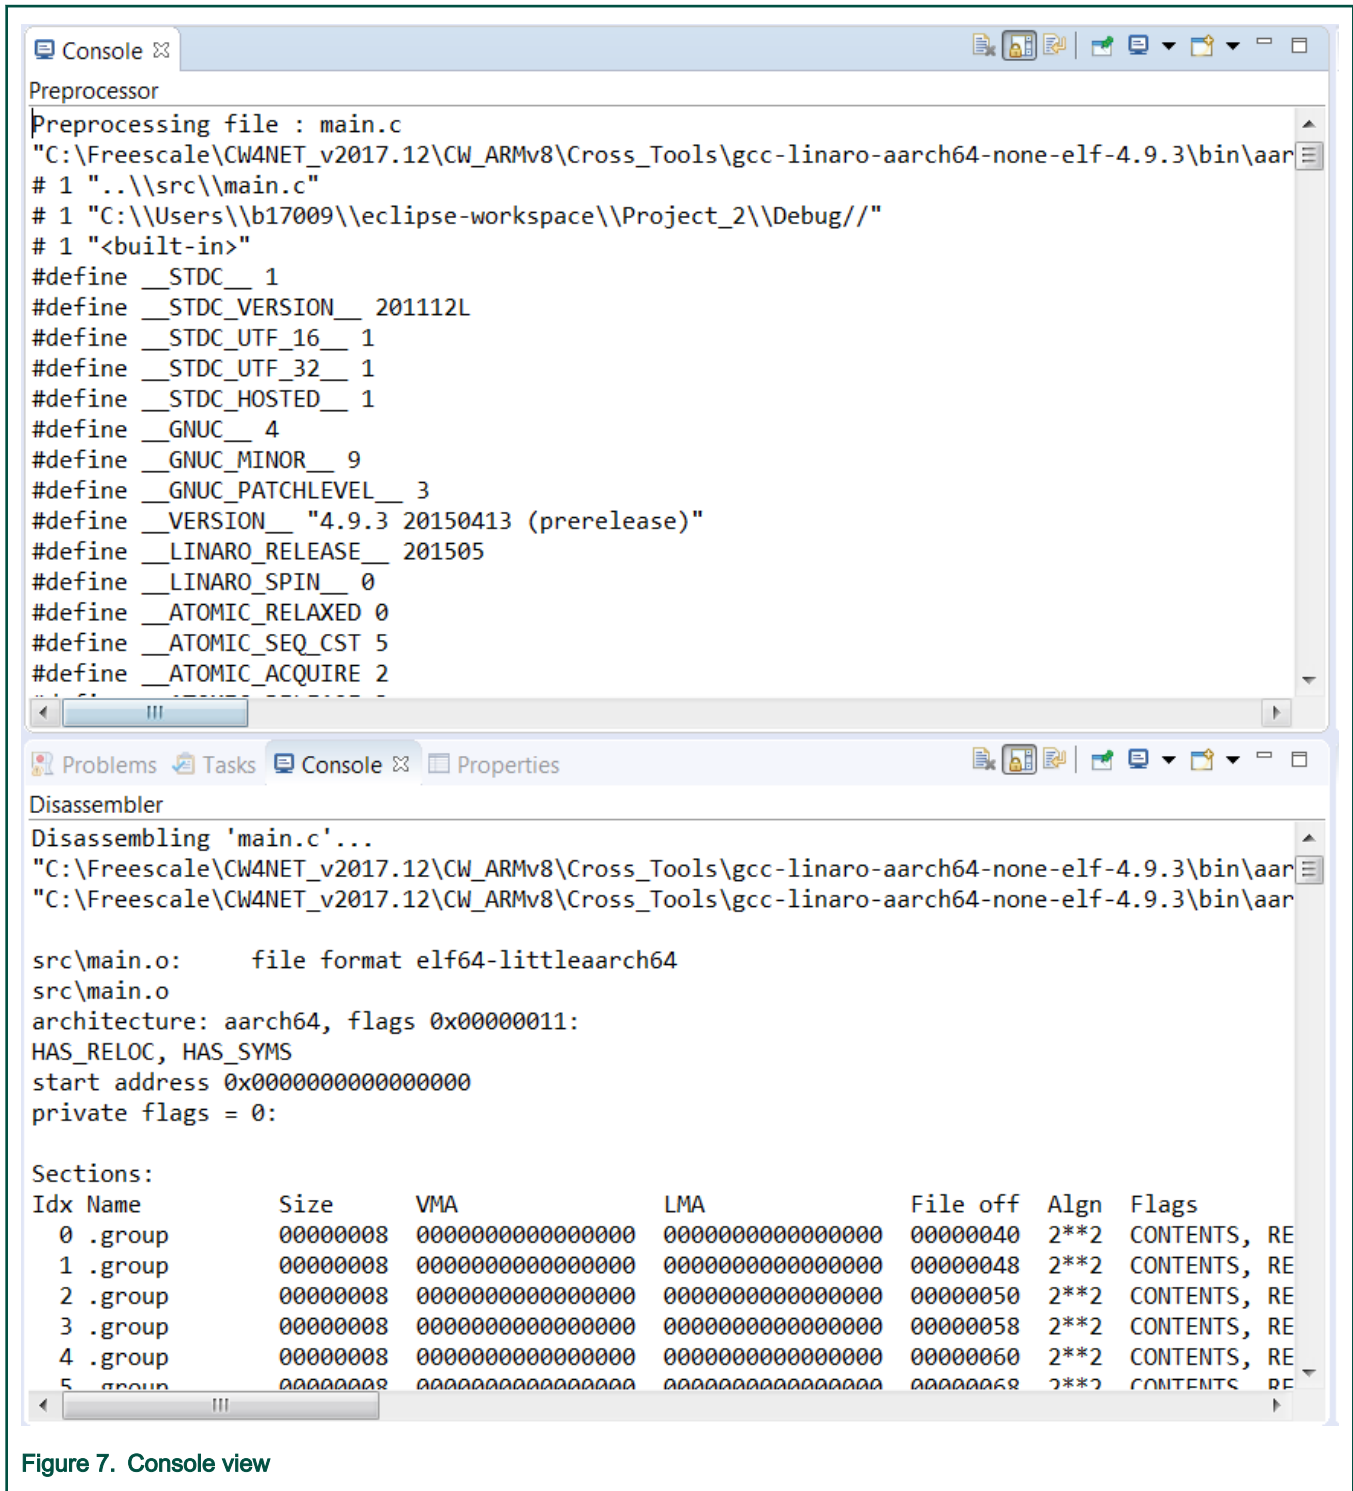 Console
Preprocessor
Preprocessing file : main.c
"C:\Freescale\CW4NET_v2017.12\CW_ARMv8\Cross_Tools\gcc-linaro-aarch64-none-elf-4.9.3\bin\aar
# 1 "..\\src\\main.c"
# 1 "C:\\Users\\b17009\\eclipse-workspace\\Project_2\\Debug//"
# 1 "<built-in>"
#define __STDC__ 1
#define __STDC_VERSION__ 201112L
#define __STDC_UTF_16__ 1
#define __STDC_UTF_32__ 1
#define __STDC_HOSTED__ 1
#define __GNUC__ 4
#define __GNUC_MINOR__ 9
#define __GNUC_PATCHLEVEL__ 3
#define __VERSION__ "4.9.3 20150413 (prerelease)"
#define __LINARO_RELEASE__ 201505
#define __LINARO_SPIN__ 0
#define __ATOMIC_RELAXED 0
#define __ATOMIC_SEQ_CST 5
#define __ATOMIC_ACQUIRE 2
Problems Tasks Console Properties
Disassembler
Disassembling 'main.c'...
"C:\Freescale\CW4NET_v2017.12\CW_ARMv8\Cross_Tools\gcc-linaro-aarch64-none-elf-4.9.3\bin\aar
"C:\Freescale\CW4NET_v2017.12\CW_ARMv8\Cross_Tools\gcc-linaro-aarch64-none-elf-4.9.3\bin\aar
src\main.o:     file format elf64-littleaarch64
src\main.o
architecture: aarch64, flags 0x00000011:
HAS_RELOC, HAS_SYMS
start address 0x0000000000000000
private flags = 0:
Sections:
Idx Name          Size      VMA               LMA               File off  Algn  Flags
  0 .group        00000008  0000000000000000  0000000000000000  00000040  2**2  CONTENTS, RE
  1 .group        00000008  0000000000000000  0000000000000000  00000048  2**2  CONTENTS, RE
  2 .group        00000008  0000000000000000  0000000000000000  00000050  2**2  CONTENTS, RE
  3 .group        00000008  0000000000000000  0000000000000000  00000058  2**2  CONTENTS, RE
  4 .group        00000008  0000000000000000  0000000000000000  00000060  2**2  CONTENTS, RE
  5 .group        00000008  0000000000000000  0000000000000000  00000068  2**2  CONTENTS, RE
Figure 7. Console view